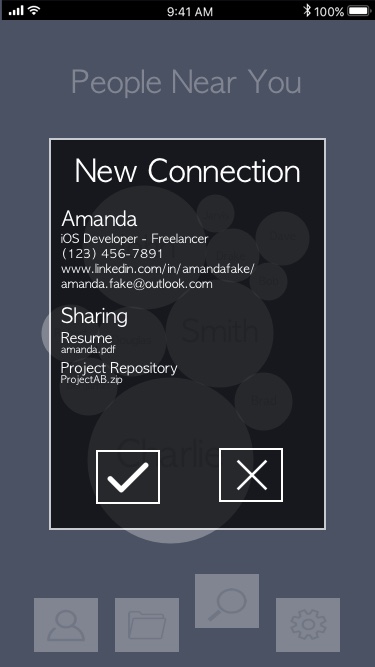 9:41 AM
100%
People Near You
New Connection
Amanda
iOS Developer - Freelancer
(123) 456-7891
www.linkedin.com/in/amandafake/
amanda.fake@outlook.com
Sharing
Resume
amanda.pdf
Smith
Project Repository
ProjectAB.zip
Charlie